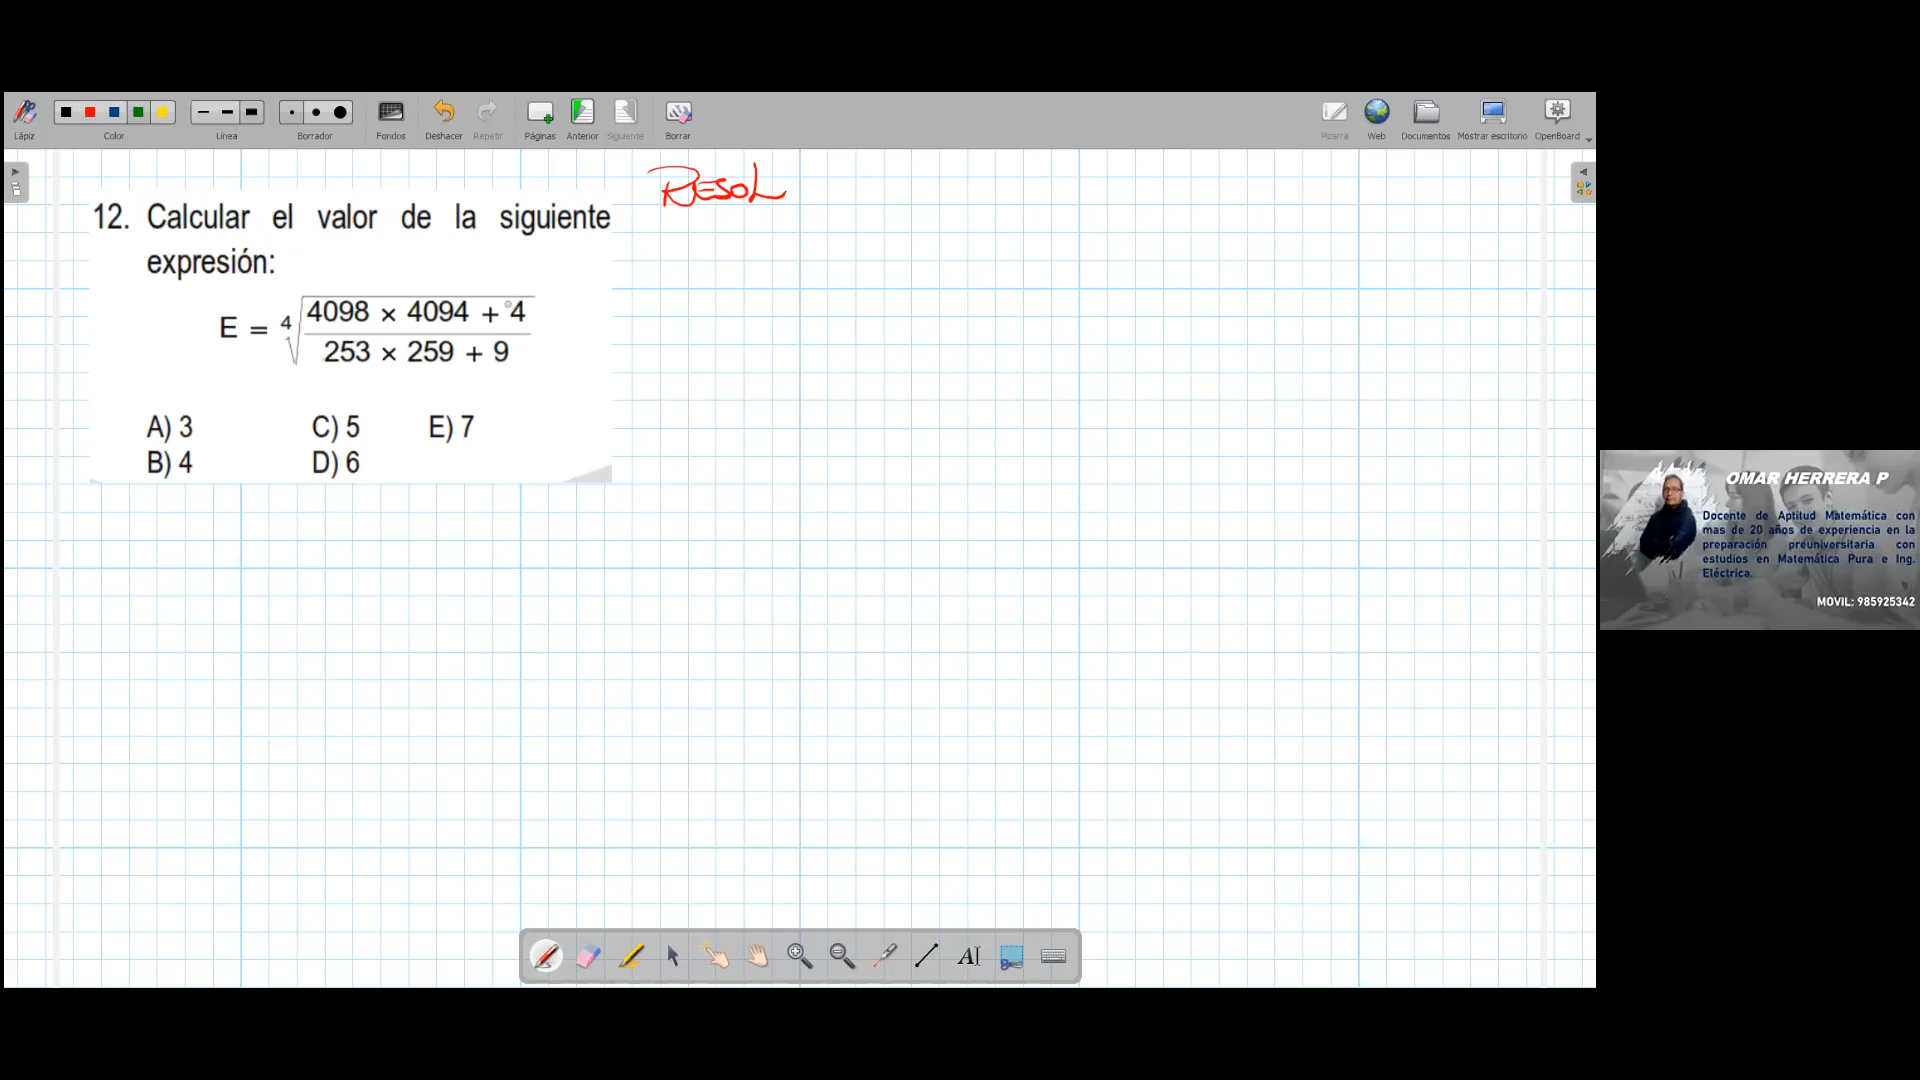 Lápiz
Color
Línea
Borrador
Fondos
Deshacer
Repetir
Páginas
Anterior
Siguiente
Borrar
Pizarra
Web
Documentos
Mostrar escritorio
OpenBoard
RESOL
12. Calcular el valor de la siguiente
expresión:
E = ⁴√((4098 × 4094 + 4)/(253 × 259 + 9))
A) 3 C) 5 E) 7
B) 4 D) 6
OMAR HERRERA P
Docente de Aptitud Matemática con
mas de 20 años de experiencia en la
preparación preuniversitaria con
estudios en Matemática Pura e Ing.
Eléctrica.
MOVIL: 985925342